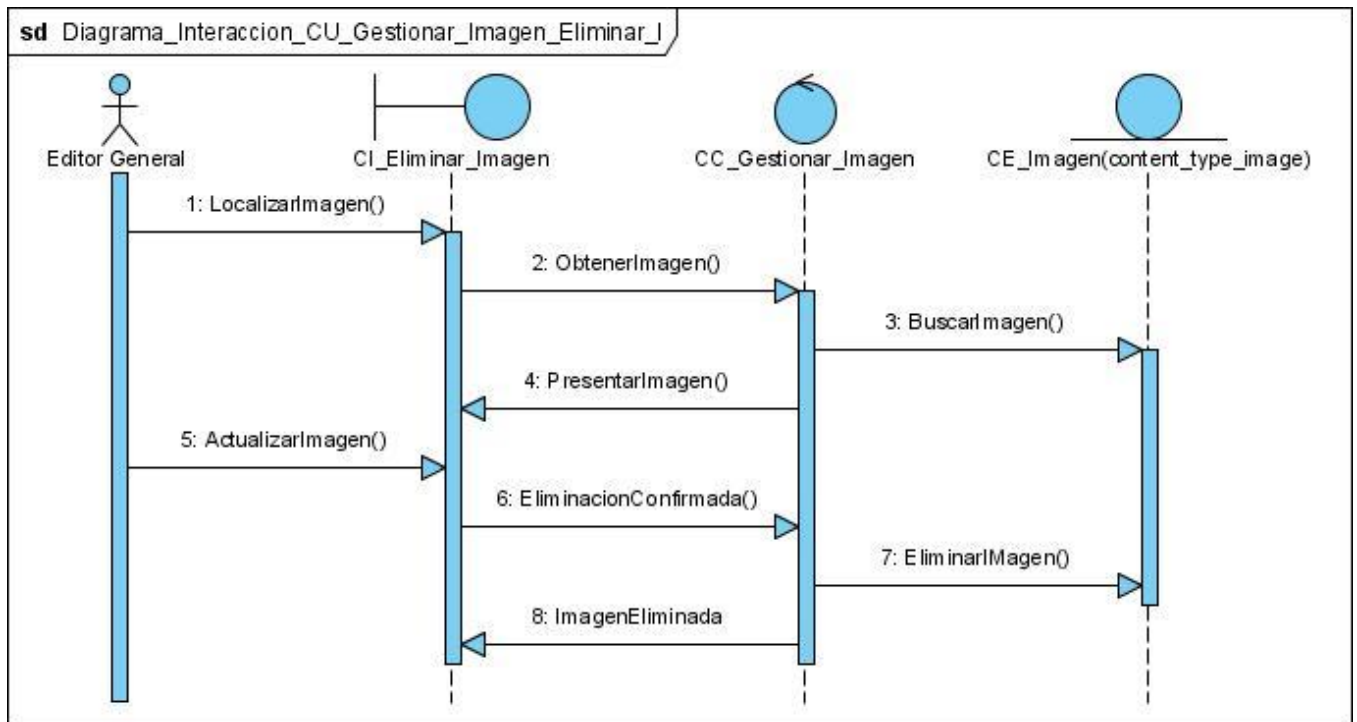 sd Diagrama_Interaccion_CU_Gestionar_Imagen_Eliminar_I
Editor General
CI_Eliminar_Imagen
CC_Gestionar_Imagen
CE_Imagen(content_type_image)
1: LocalizarImagen()
2: ObtenerImagen()
3: BuscarImagen()
4: PresentarImagen()
5: ActualizarImagen()
6: EliminacionConfirmada()
7: EliminarIMagen()
8: ImagenEliminada